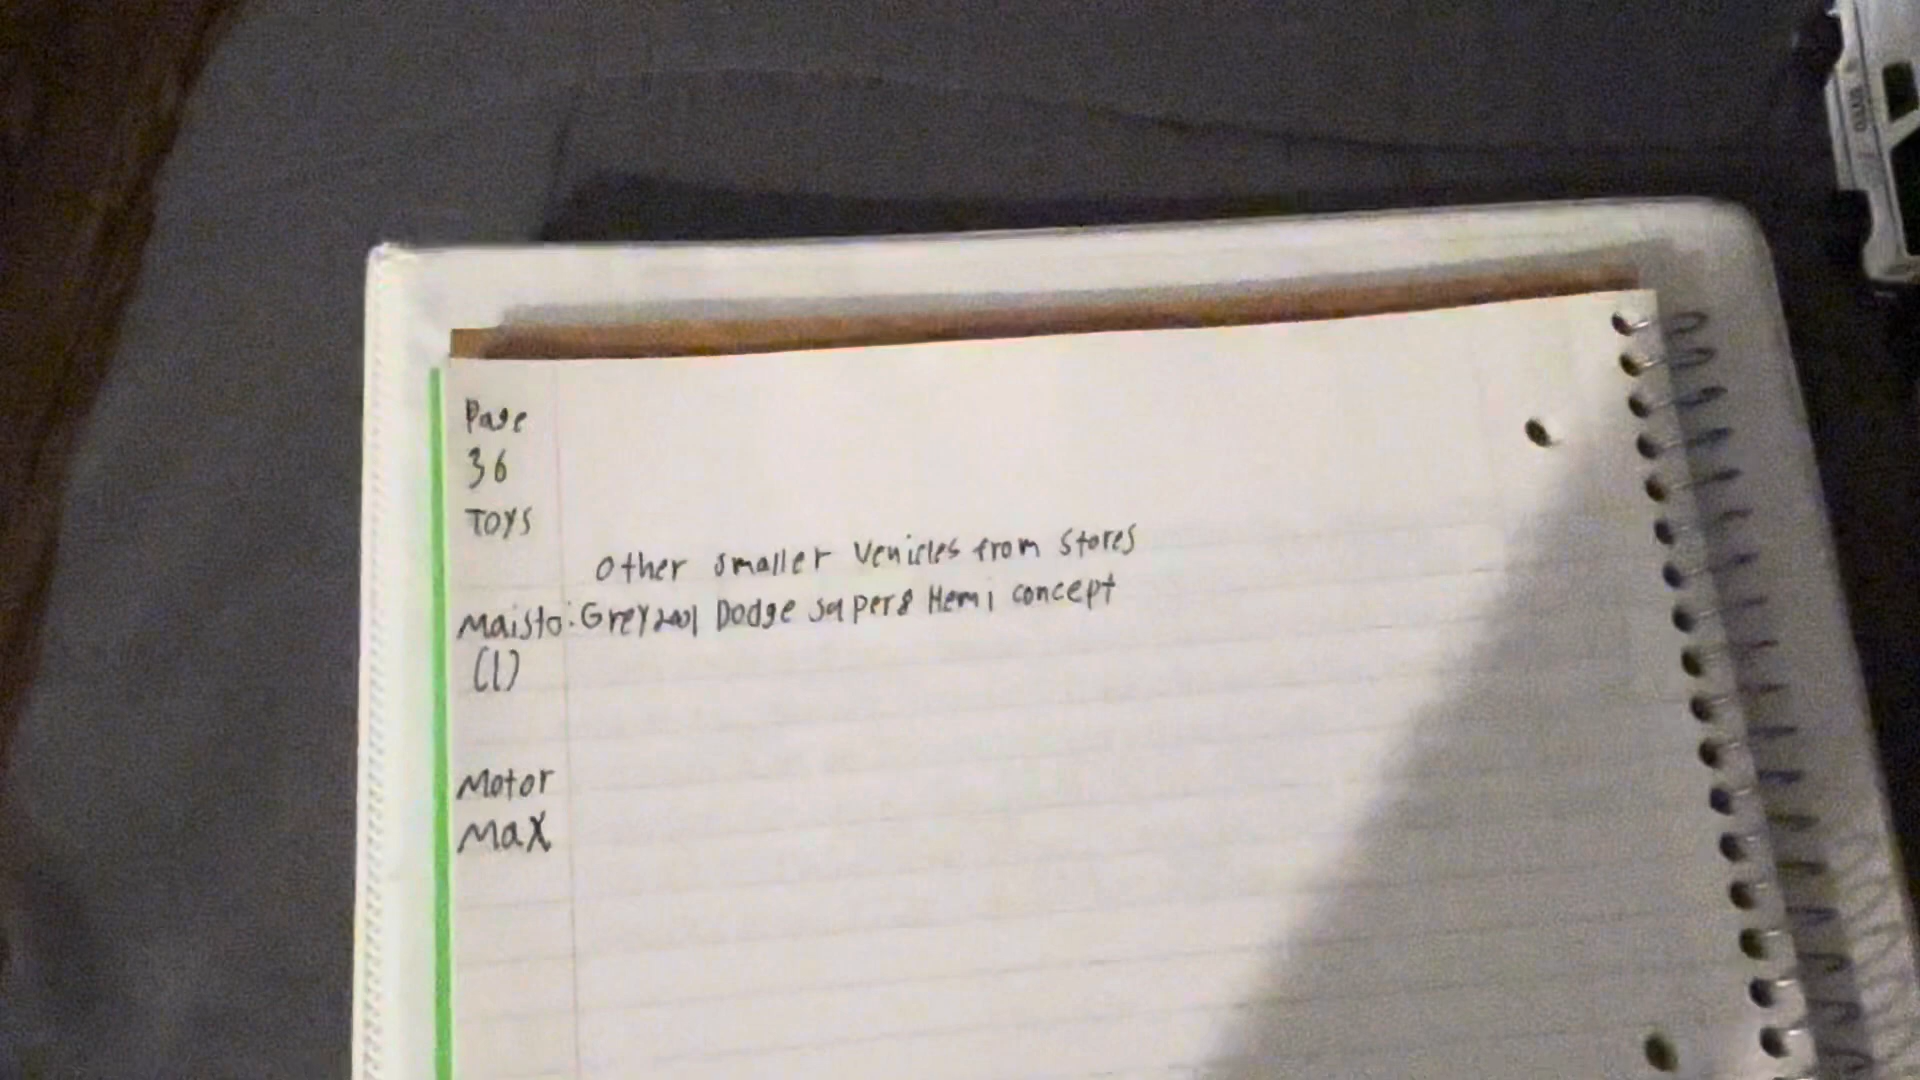 Page
36
TOYS
Other smaller Vehicles from Stores
Maisto: Grey 2001 Dodge super 8 Hemi concept
(1)
Motor
Max